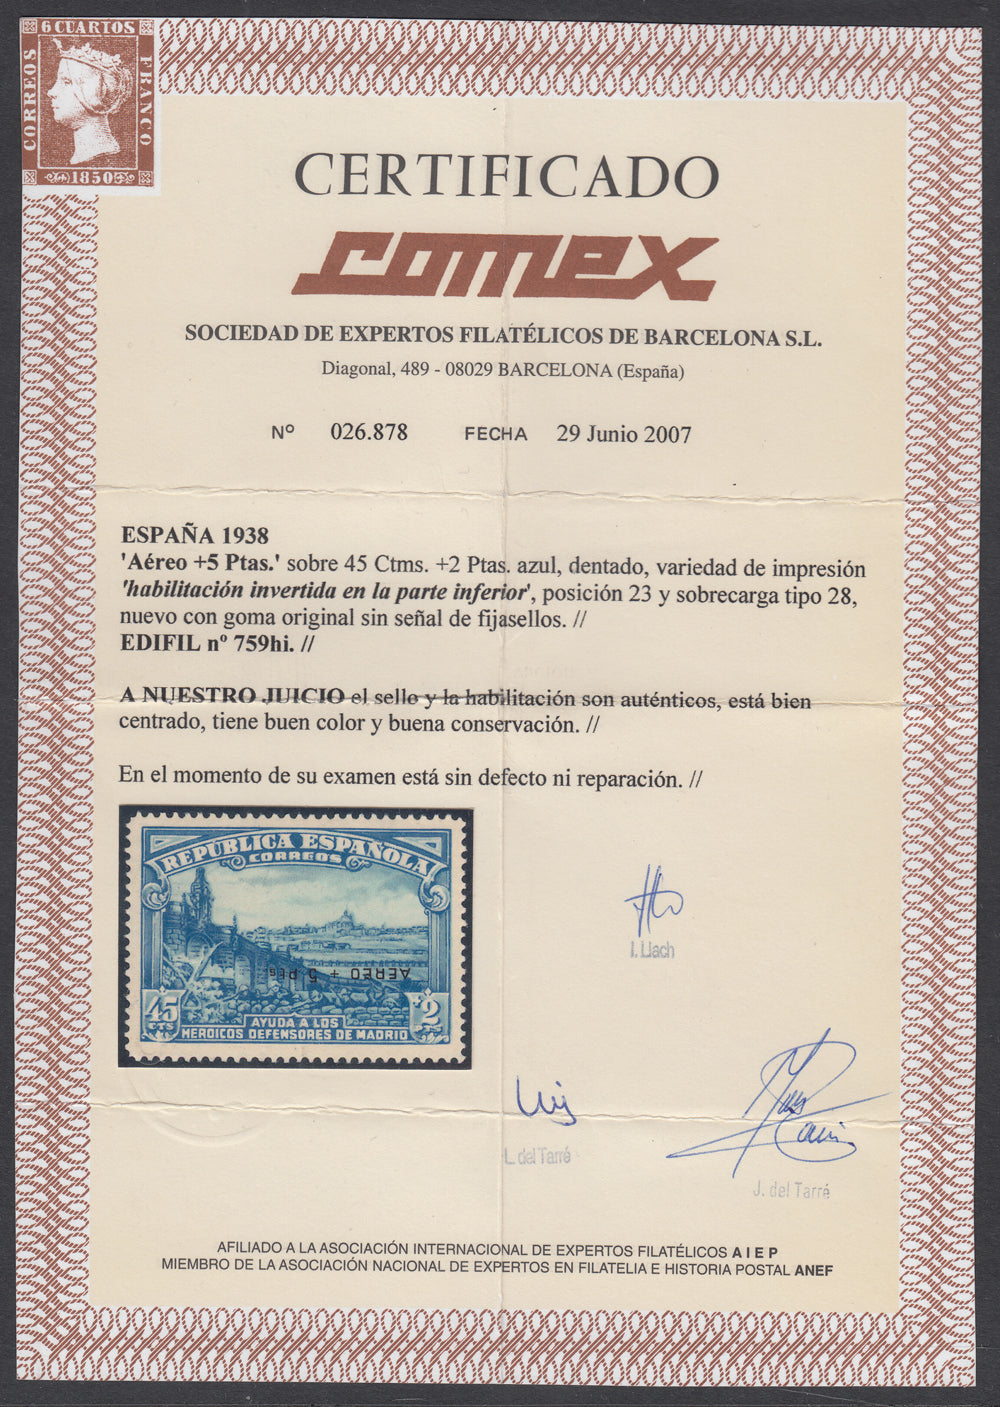 6 CUARTOS
CORREOS
FRANCO
1850
CERTIFICADO
comex
SOCIEDAD DE EXPERTOS FILATÉLICOS DE BARCELONA S.L.
Diagonal, 489 - 08029 BARCELONA (España)
Nº 026.878 FECHA 29 Junio 2007
ESPAÑA 1938
'Aéreo +5 Ptas.' sobre 45 Ctms. +2 Ptas. azul, dentado, variedad de impresión
'habilitación invertida en la parte inferior', posición 23 y sobrecarga tipo 28,
nuevo con goma original sin señal de fijasellos. //
EDIFIL nº 759hi. //
A NUESTRO JUICIO el sello y la habilitación son auténticos, está bien
centrado, tiene buen color y buena conservación. //
En el momento de su examen está sin defecto ni reparación. //
REPUBLICA ESPAÑOLA
CORREOS
AEREO + 5 Pts
45 CTS
+2
AYUDA A LOS
HEROICOS DEFENSORES DE MADRID
I. Llach
L. del Tarré
J. del Tarré
AFILIADO A LA ASOCIACIÓN INTERNACIONAL DE EXPERTOS FILATÉLICOS A I E P
MIEMBRO DE LA ASOCIACIÓN NACIONAL DE EXPERTOS EN FILATELIA E HISTORIA POSTAL ANEF